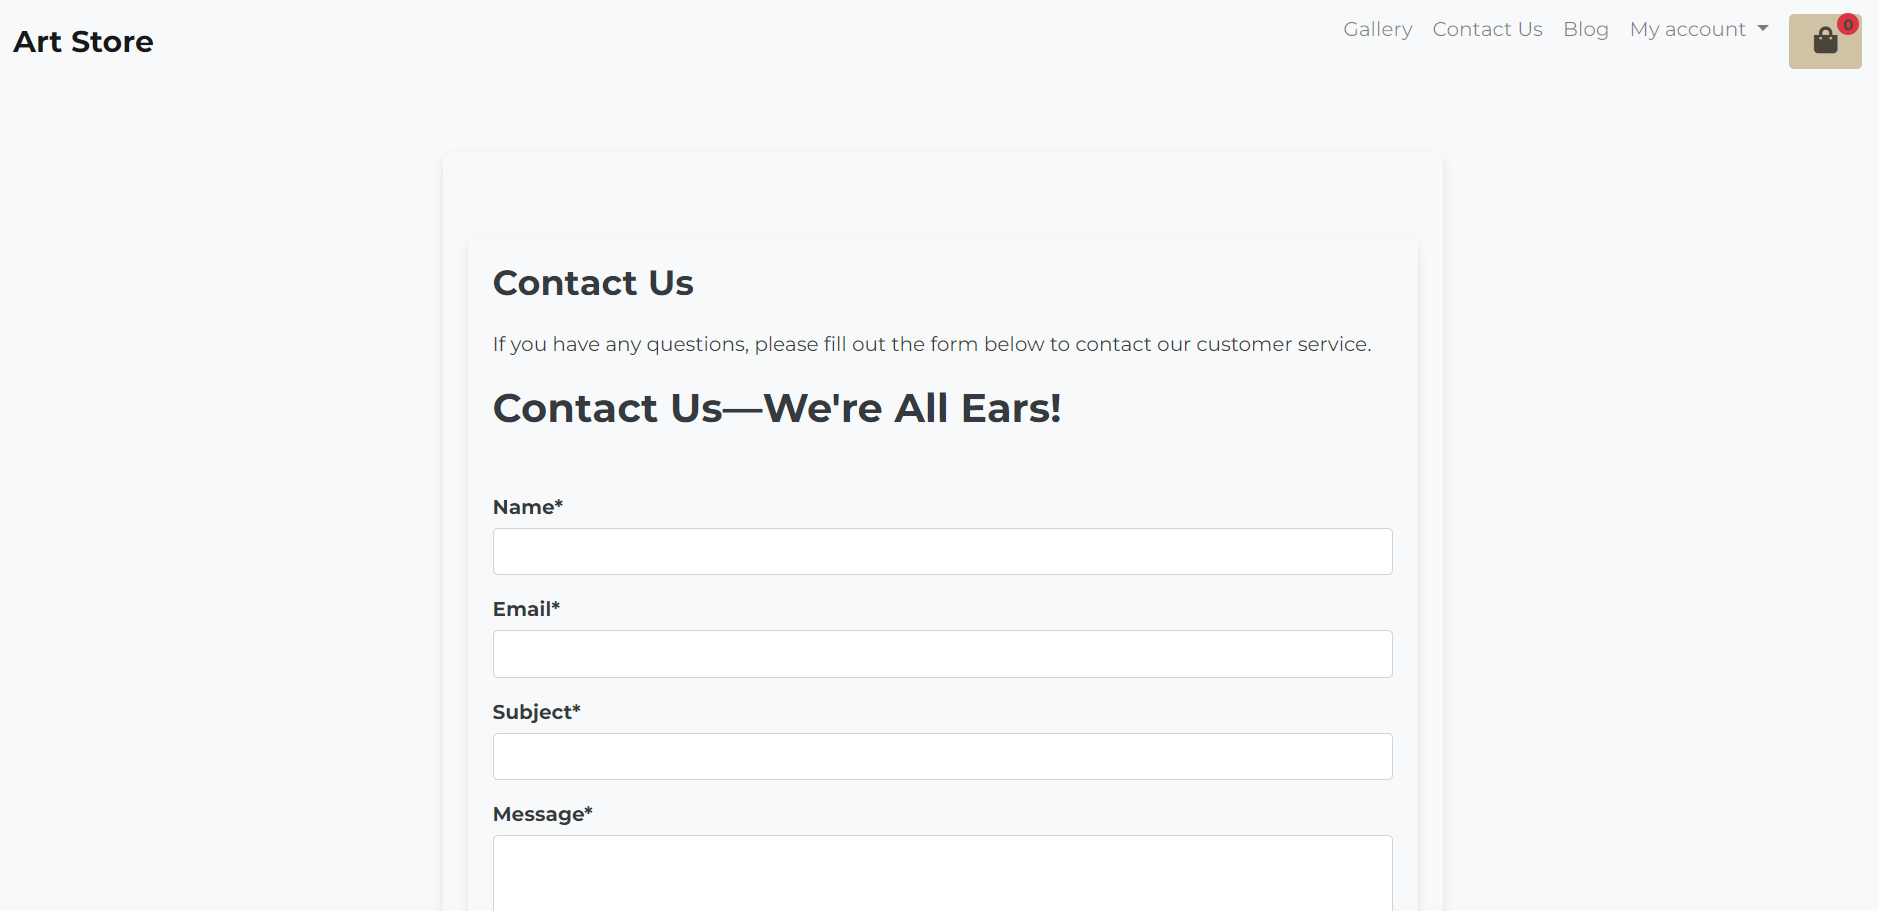 Art Store
Gallery Contact Us Blog My account
0
Contact Us
If you have any questions, please fill out the form below to contact our customer service.
Contact Us—We're All Ears!
Name*
Email*
Subject*
Message*